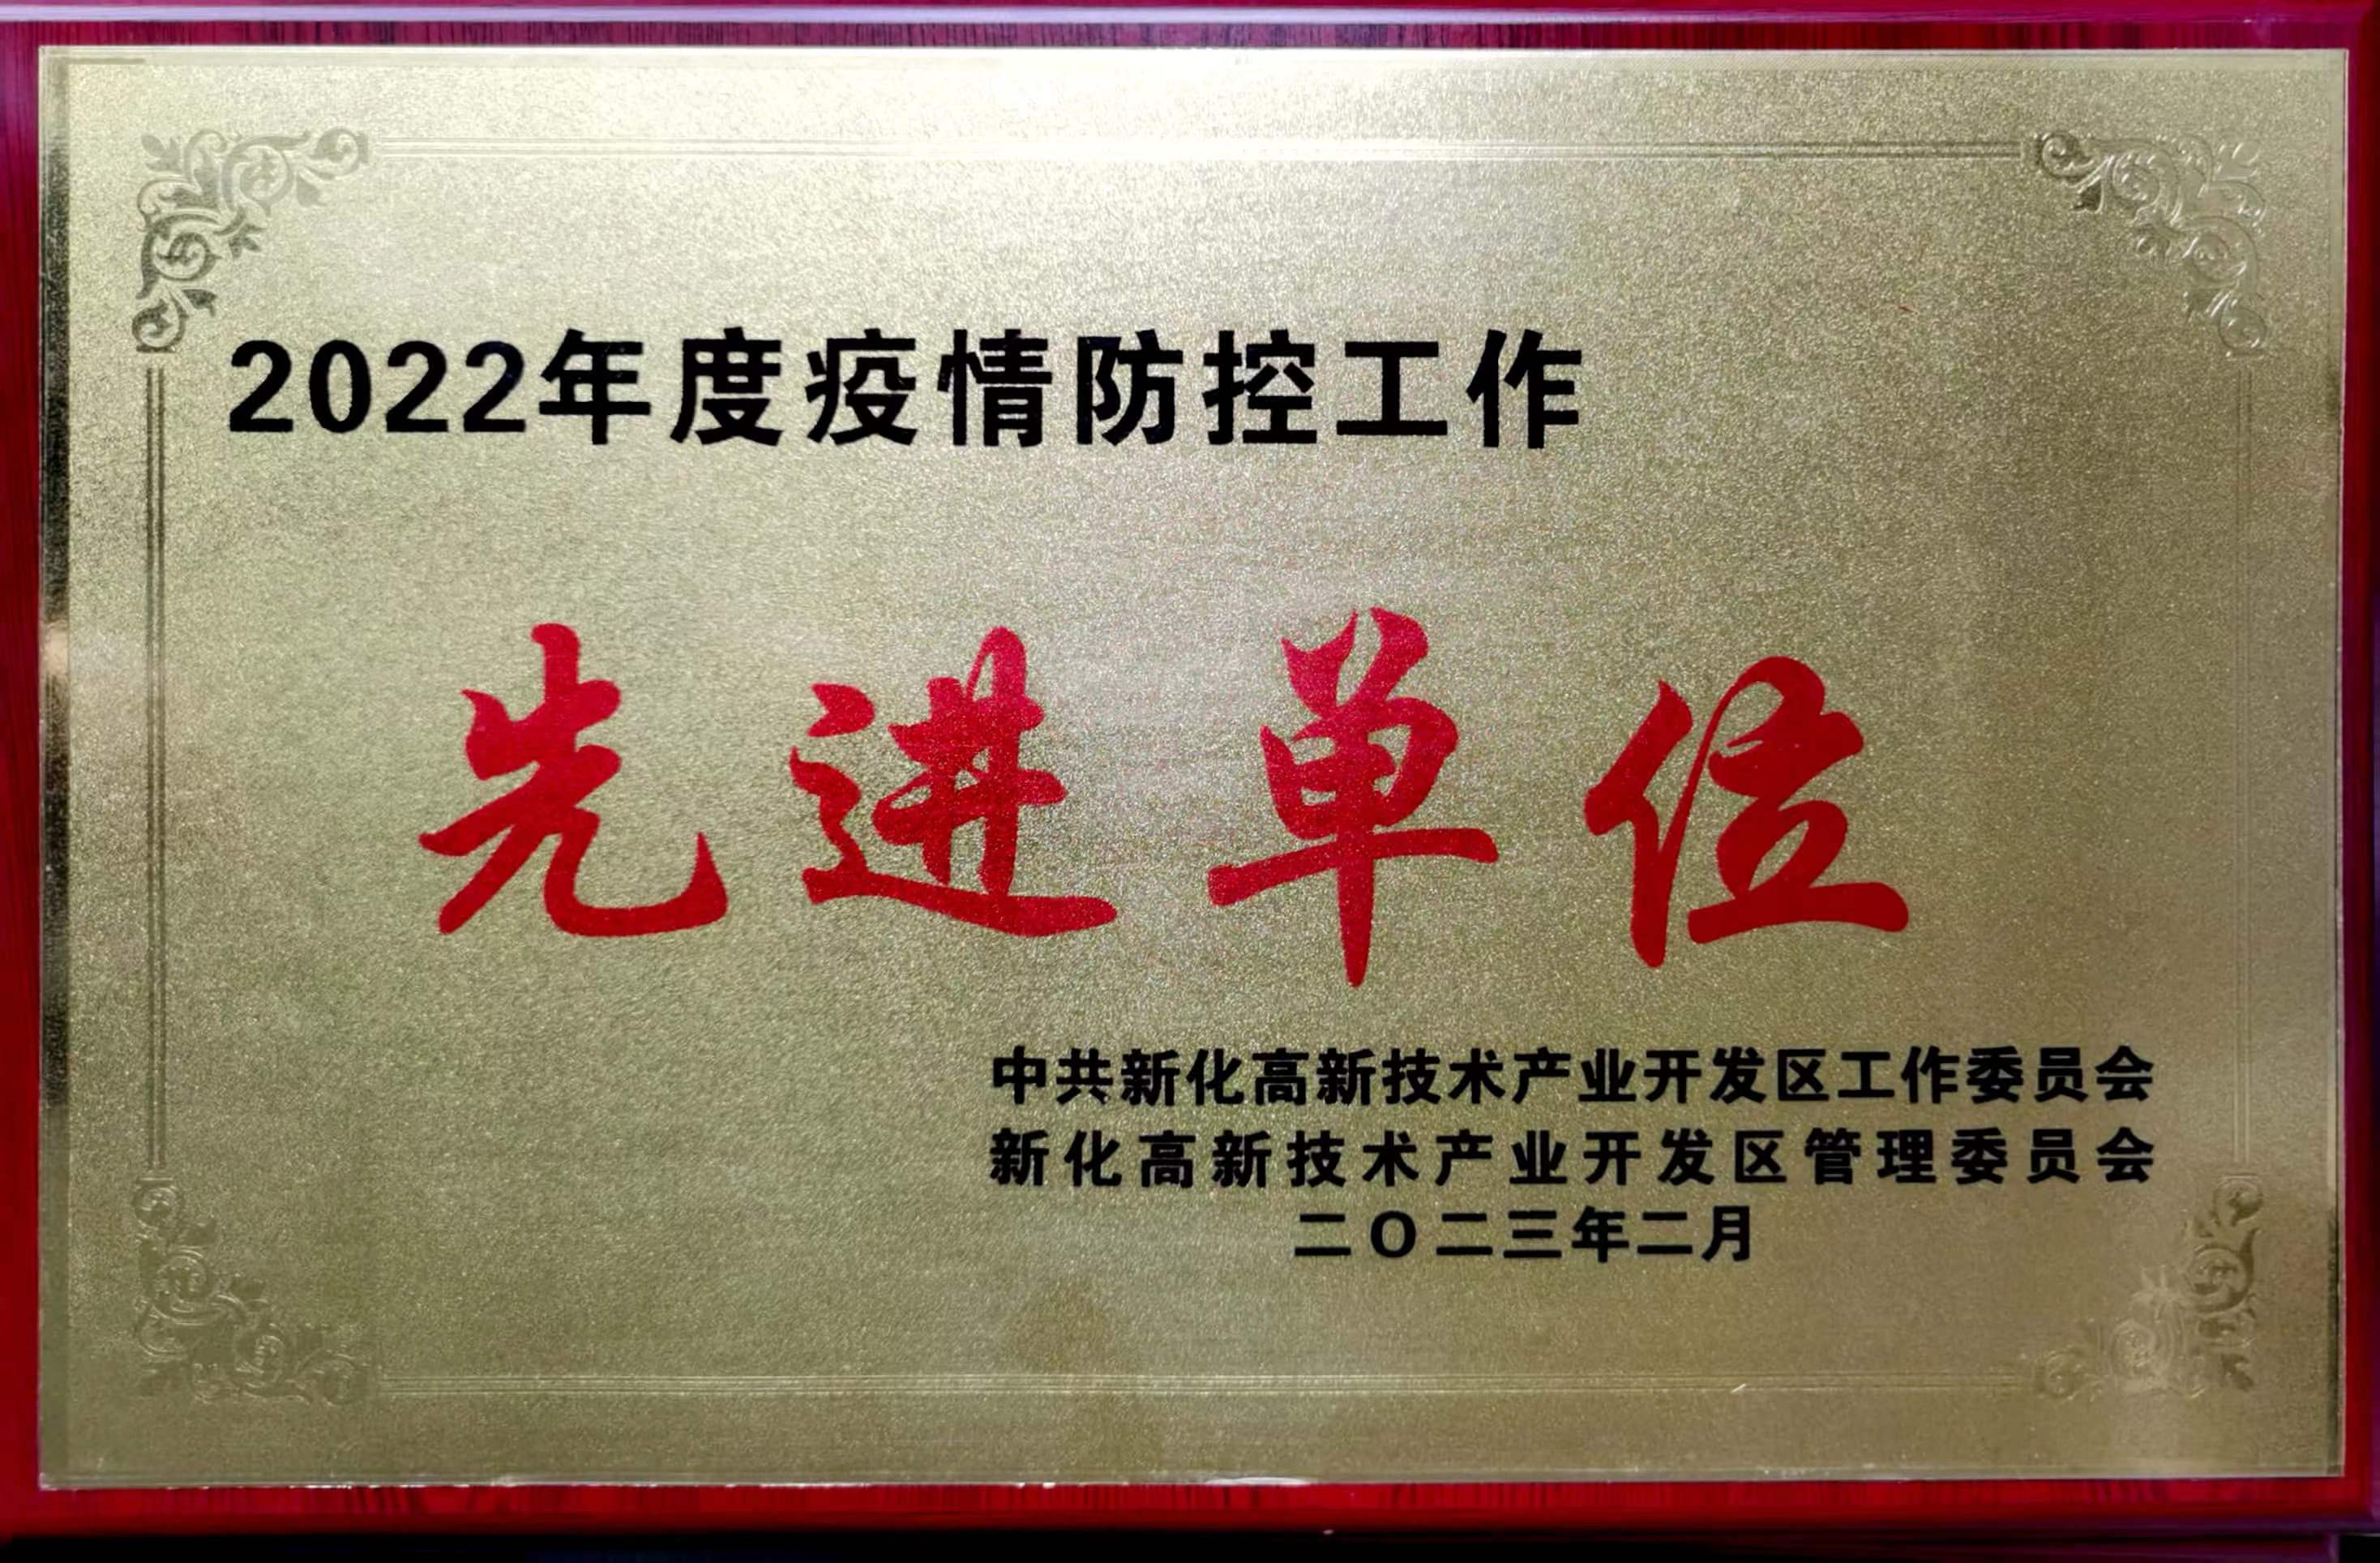 2022年度疫情防控工作
先进单位
中共新化高新技术产业开发区工作委员会
新化高新技术产业开发区管理委员会
二〇二三年二月